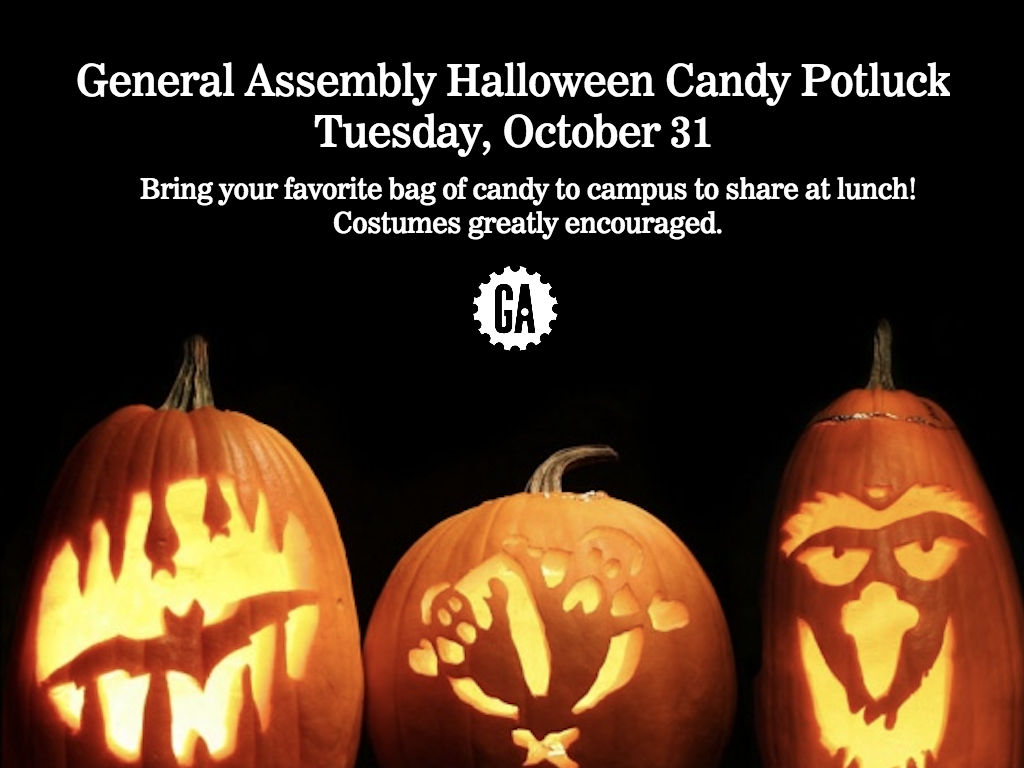 General Assembly Halloween Candy Potluck
Tuesday, October 31
Bring your favorite bag of candy to campus to share at lunch!
Costumes greatly encouraged.
GA